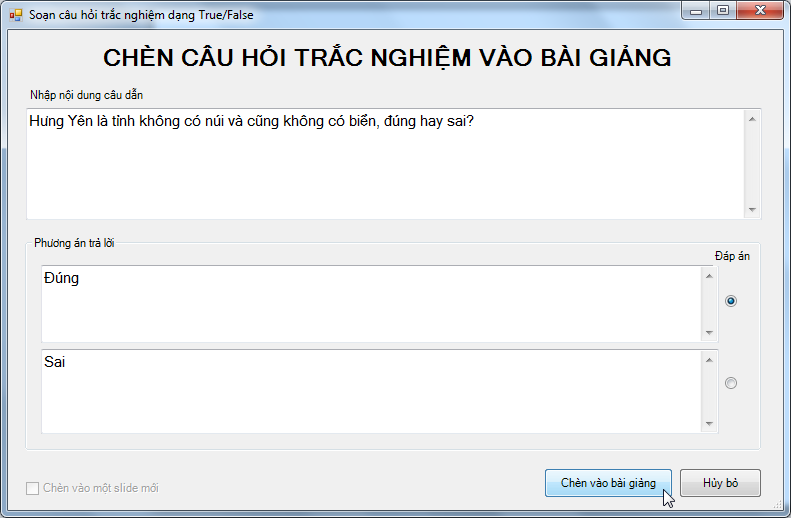 Soạn câu hỏi trắc nghiệm dạng True/False
CHÈN CÂU HỎI TRẮC NGHIỆM VÀO BÀI GIẢNG
Nhập nội dung câu dẫn
Hưng Yên là tỉnh không có núi và cũng không có biển, đúng hay sai?
Phương án trả lời
Đáp án
Đúng
Sai
Chèn vào một slide mới
Chèn vào bài giảng
Hủy bỏ